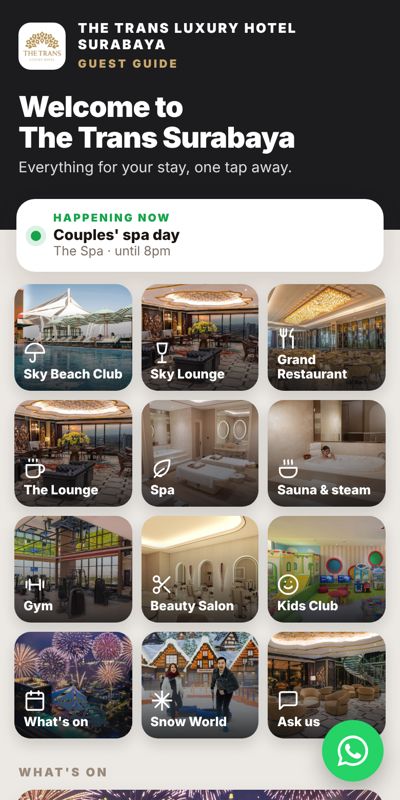 THE TRANS LUXURY HOTEL
SURABAYA
GUEST GUIDE
THE TRANS
LUXURY HOTEL
Welcome to
The Trans Surabaya
Everything for your stay, one tap away.
HAPPENING NOW
Couples' spa day
The Spa · until 8pm
Sky Beach Club
Sky Lounge
Grand
Restaurant
The Lounge
Spa
Sauna & steam
Gym
Beauty Salon
Kids Club
What's on
Snow World
Ask us
WHAT'S ON